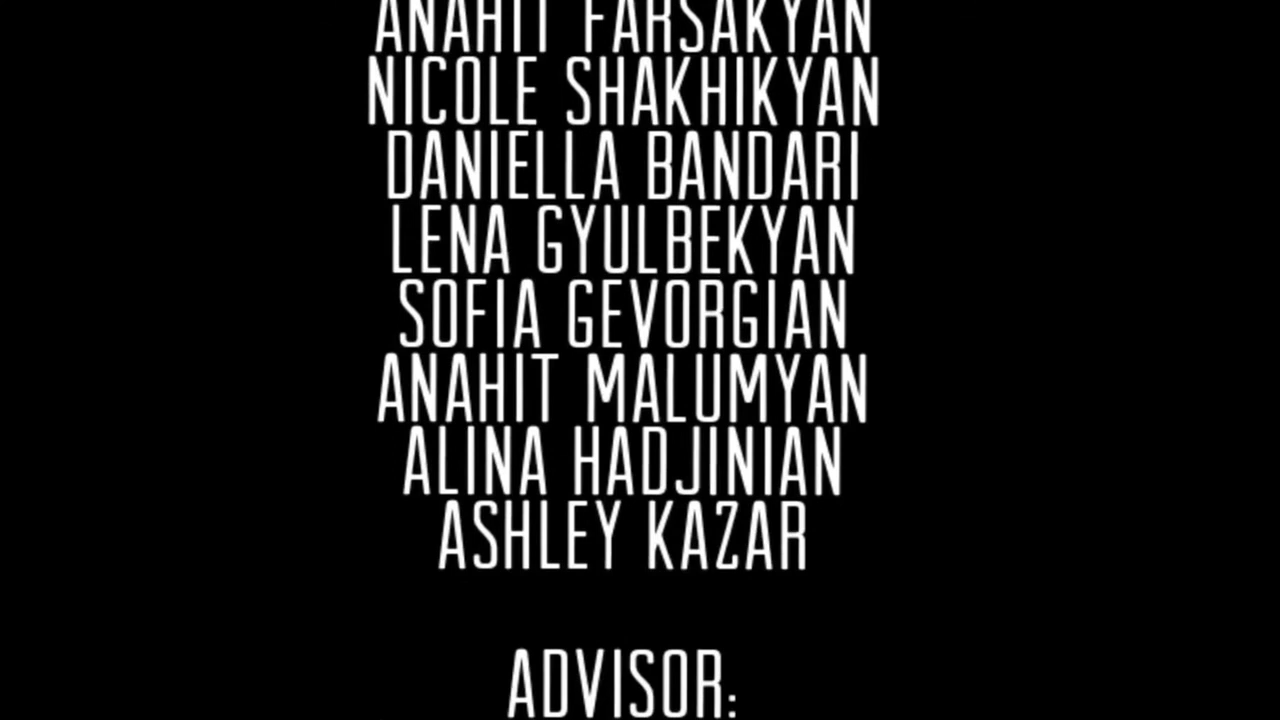 ANAHIT FARSAKYAN
NICOLE SHAKHIKYAN
DANIELLA BANDARI
LENA GYULBEKYAN
SOFIA GEVORGIAN
ANAHIT MALUMYAN
ALINA HADJINIAN
ASHLEY KAZAR
ADVISOR: